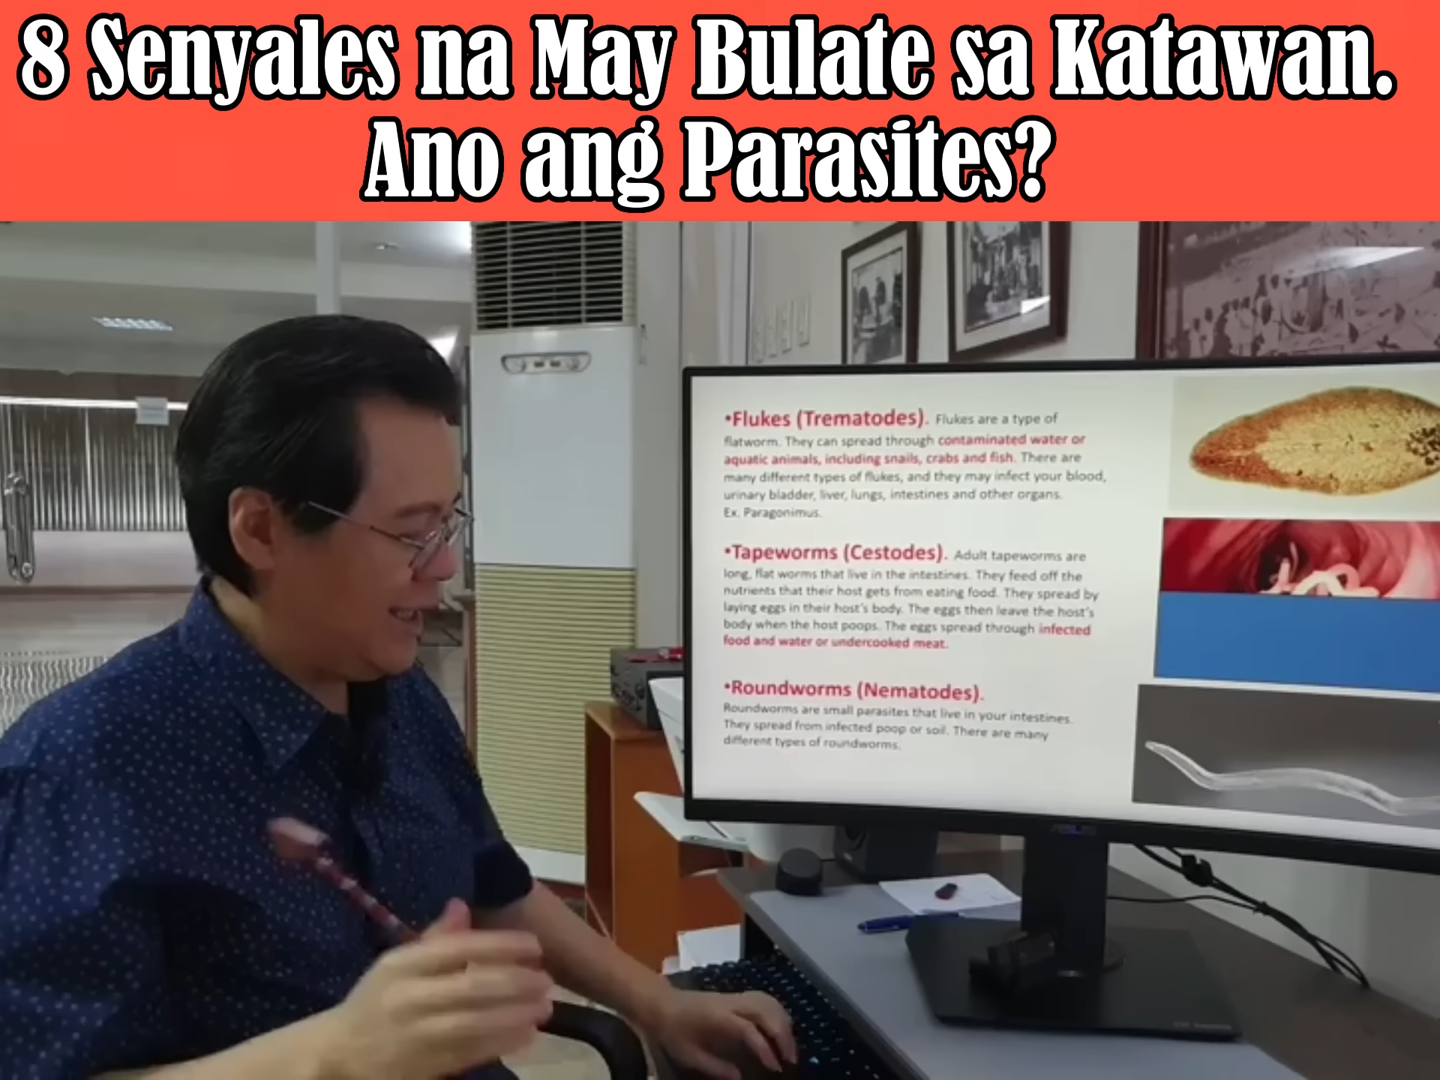 8 Senyales na May Bulate sa Katawan.
Ano ang Parasites?
•Flukes (Trematodes). Flukes are a type of
flatworm. They can spread through contaminated water or
aquatic animals, including snails, crabs and fish. There are
many different types of flukes, and they may infect your blood,
urinary bladder, liver, lungs, intestines and other organs.
Ex. Paragonimus.
•Tapeworms (Cestodes). Adult tapeworms are
long, flat worms that live in the intestines. They feed off the
nutrients that their host gets from eating food. They spread by
laying eggs in their host's body. The eggs then leave the host's
body when the host poops. The eggs spread through infected
food and water or undercooked meat.
•Roundworms (Nematodes).
Roundworms are small parasites that live in your intestines.
They spread from infected poop or soil. There are many
different types of roundworms.